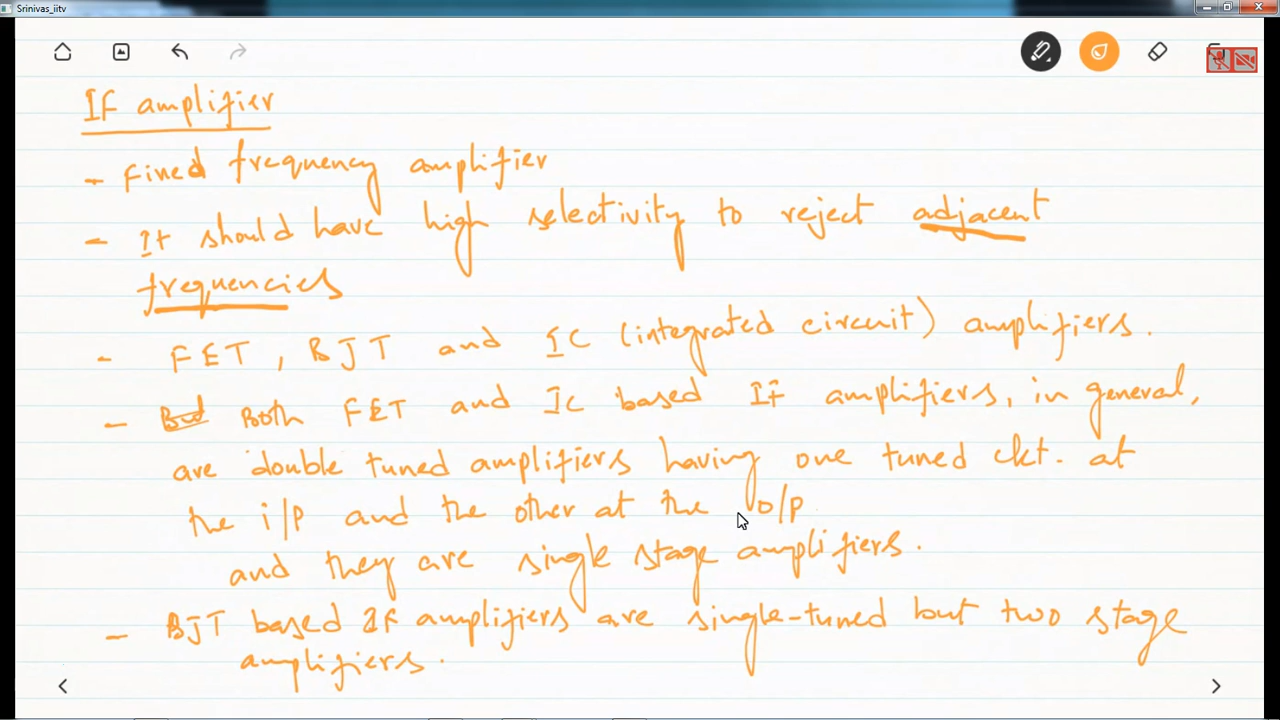 Srinivas_iitv
IF amplifier
- Fixed frequency amplifier
- It should have high selectivity to reject adjacent
frequencies
- FET, BJT and IC (integrated circuit) amplifiers.
- Both FET and IC based IF amplifiers, in general,
are double tuned amplifiers having one tuned ckt. at
the i/p and the other at the o/p
and they are single stage amplifiers.
- BJT based IF amplifiers are single-tuned but two stage
amplifiers.